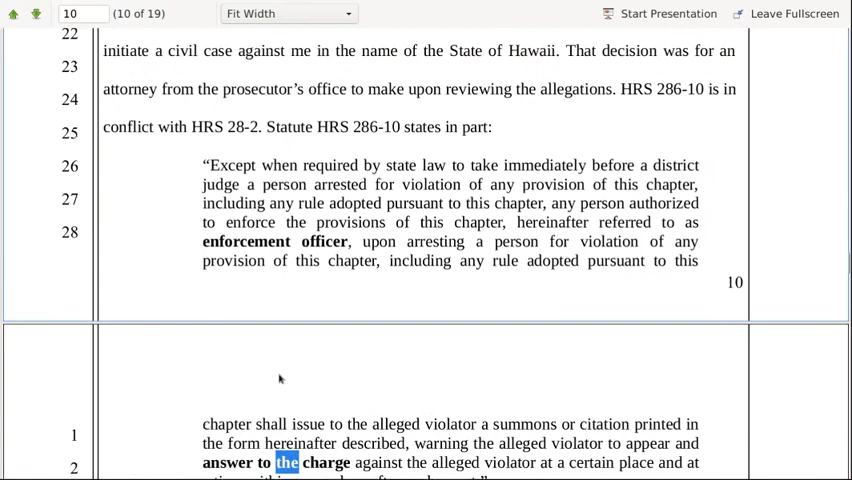 10 (10 of 19) Fit Width Start Presentation Leave Fullscreen
22
initiate a civil case against me in the name of the State of Hawaii. That decision was for an
23
attorney from the prosecutor’s office to make upon reviewing the allegations. HRS 286-10 is in
24
conflict with HRS 28-2. Statute HRS 286-10 states in part:
25
26 “Except when required by state law to take immediately before a district
judge a person arrested for violation of any provision of this chapter,
27 including any rule adopted pursuant to this chapter, any person authorized
to enforce the provisions of this chapter, hereinafter referred to as
28 enforcement officer, upon arresting a person for violation of any
provision of this chapter, including any rule adopted pursuant to this
10
chapter shall issue to the alleged violator a summons or citation printed in
1 the form hereinafter described, warning the alleged violator to appear and
2 answer to the charge against the alleged violator at a certain place and at